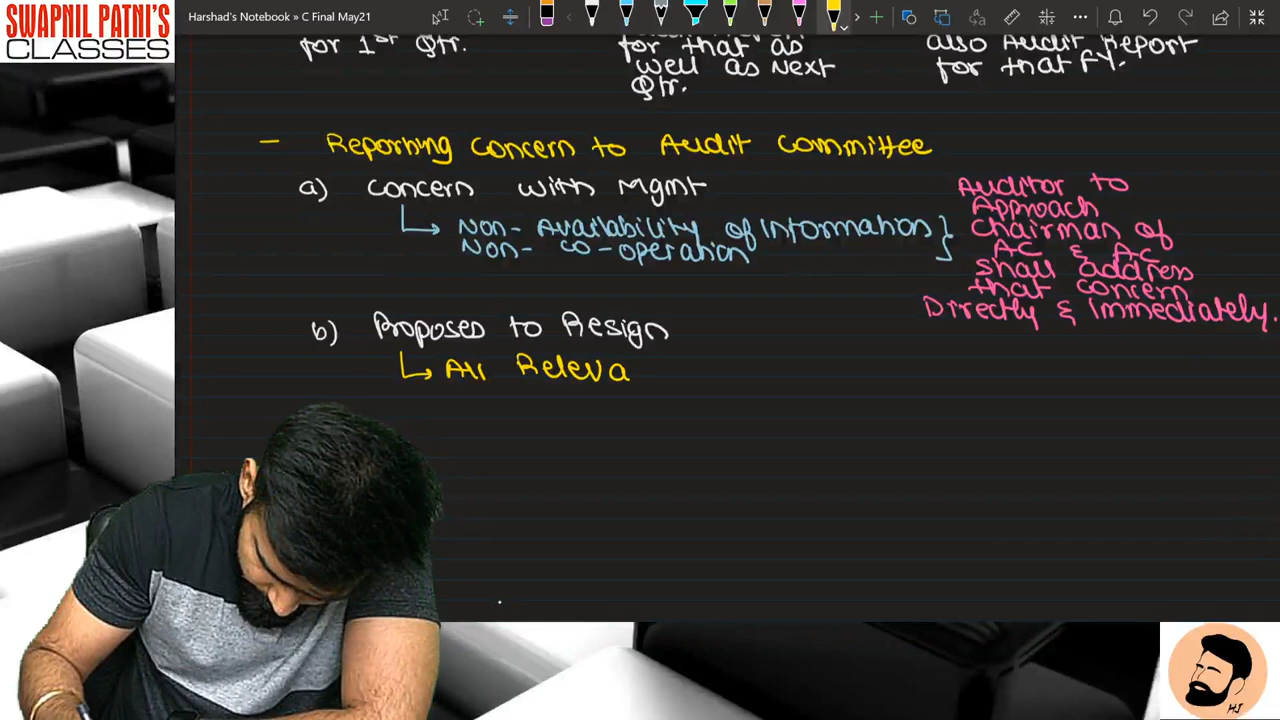 SWAPNIL PATNI'S
CLASSES
Harshad's Notebook » C Final May21
for 1st Qtr.
for that as
well as Next
Qtr.
also Audit Report
for that FY.
- Reporting Concern to Audit Committee
a) Concern with Mgmt
Non-Availability of Information
Non-co-operation
Auditor to
Approach
Chairman of
AC & AC
shall address
that concern
Directly & Immediately.
b) Proposed to Resign
All Releva
HJ